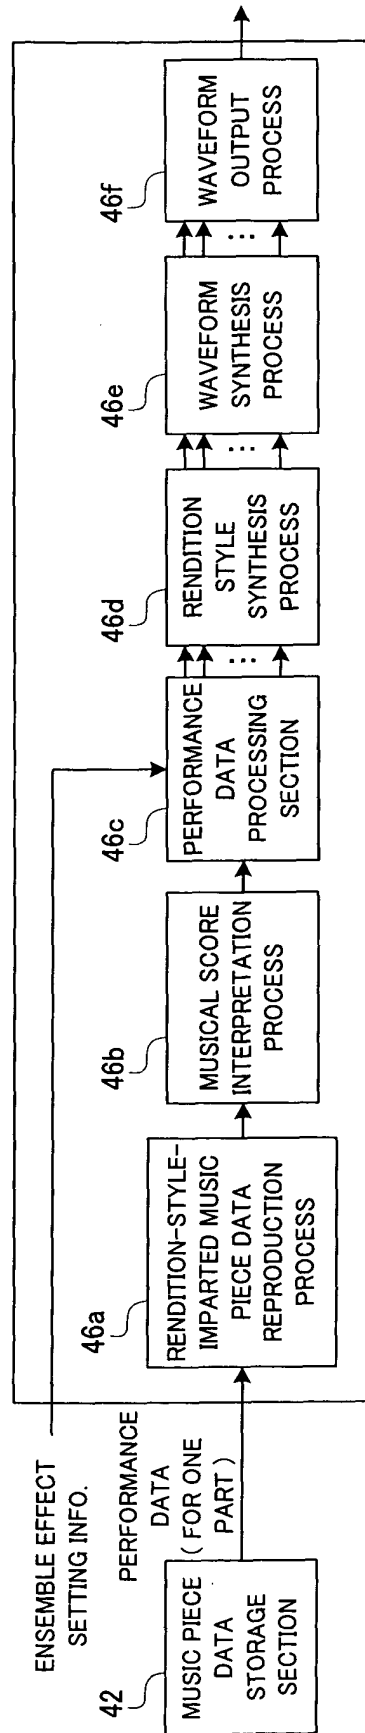 ENSEMBLE EFFECT
SETTING INFO.
42
MUSIC PIECE
DATA
STORAGE
SECTION
PERFORMANCE
DATA
( FOR ONE
PART )
46a
RENDITION-STYLE-
IMPARTED MUSIC
PIECE DATA
REPRODUCTION
PROCESS
46b
MUSICAL SCORE
INTERPRETATION
PROCESS
46c
PERFORMANCE
DATA
PROCESSING
SECTION
...
46d
RENDITION
STYLE
SYNTHESIS
PROCESS
...
46e
WAVEFORM
SYNTHESIS
PROCESS
...
46f
WAVEFORM
OUTPUT
PROCESS